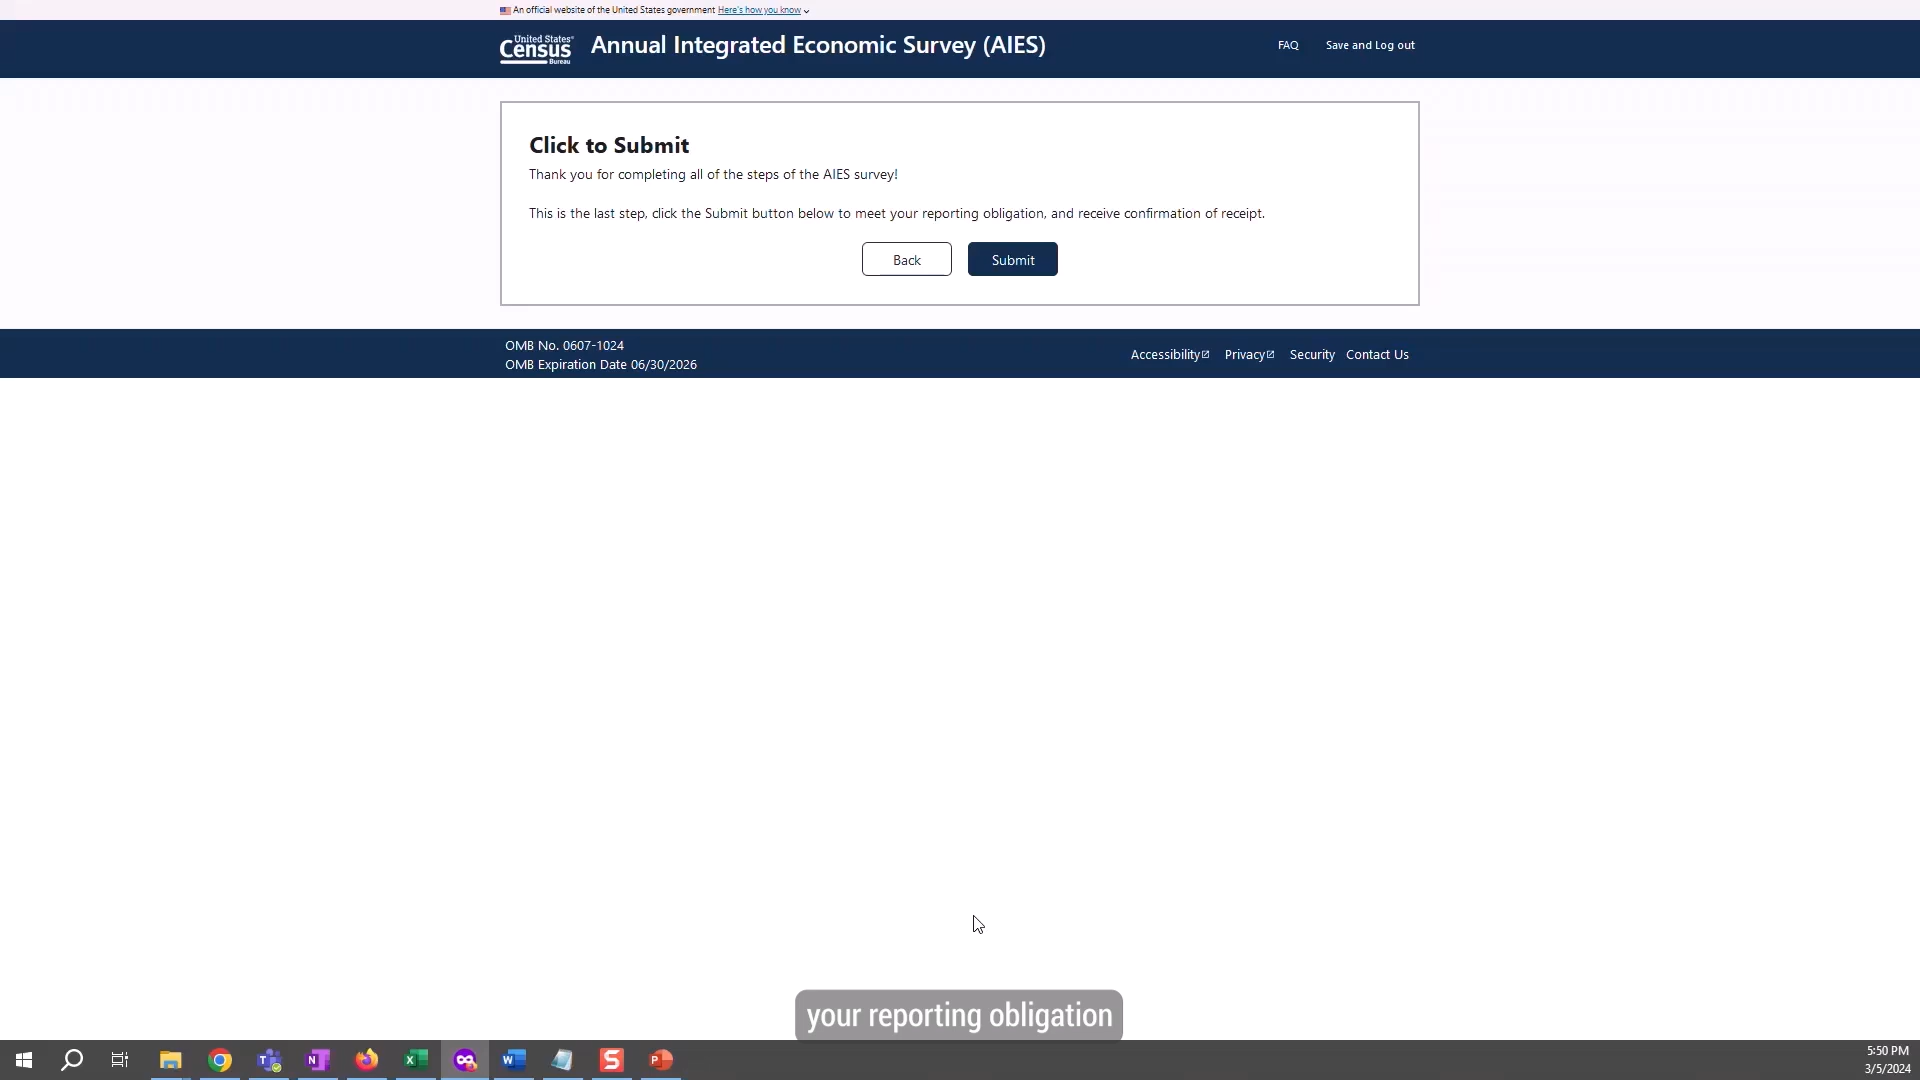 An official website of the United States government Here's how you know
United States®
Census
Bureau
Annual Integrated Economic Survey (AIES)
FAQ
Save and Log out
Click to Submit
Thank you for completing all of the steps of the AIES survey!
This is the last step, click the Submit button below to meet your reporting obligation, and receive confirmation of receipt.
Back
Submit
OMB No. 0607-1024
OMB Expiration Date 06/30/2026
Accessibility
Privacy
Security
Contact Us
your reporting obligation
5:50 PM
3/5/2024